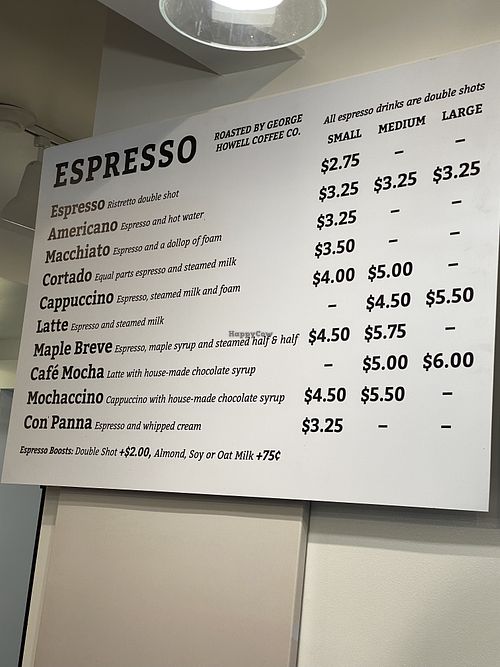 ESPRESSO
ROASTED BY GEORGE
HOWELL COFFEE CO.
All espresso drinks are double shots
SMALL MEDIUM LARGE
Espresso Ristretto double shot $2.75 – –
Americano Espresso and hot water $3.25 $3.25 $3.25
Macchiato Espresso and a dollop of foam $3.25 – –
Cortado Equal parts espresso and steamed milk $3.50 – –
Cappuccino Espresso, steamed milk and foam $4.00 $5.00 –
Latte Espresso and steamed milk – $4.50 $5.50
Maple Breve Espresso, maple syrup and steamed half & half $4.50 $5.75 –
Café Mocha Latte with house-made chocolate syrup – $5.00 $6.00
Mochaccino Cappuccino with house-made chocolate syrup $4.50 $5.50 –
Con Panna Espresso and whipped cream $3.25 – –
Espresso Boosts: Double Shot +$2.00, Almond, Soy or Oat Milk +75¢
HappyCow